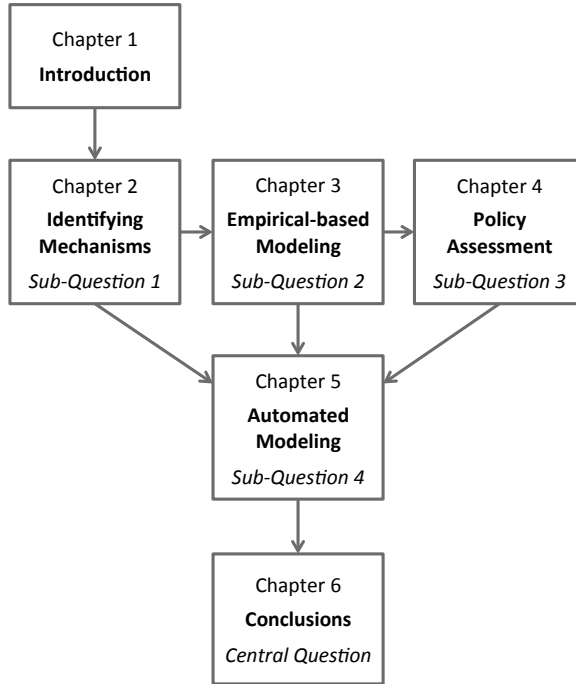 Chapter 1
Introduction
Chapter 2
Identifying
Mechanisms
Sub-Question 1
Chapter 3
Empirical-based
Modeling
Sub-Question 2
Chapter 4
Policy
Assessment
Sub-Question 3
Chapter 5
Automated
Modeling
Sub-Question 4
Chapter 6
Conclusions
Central Question